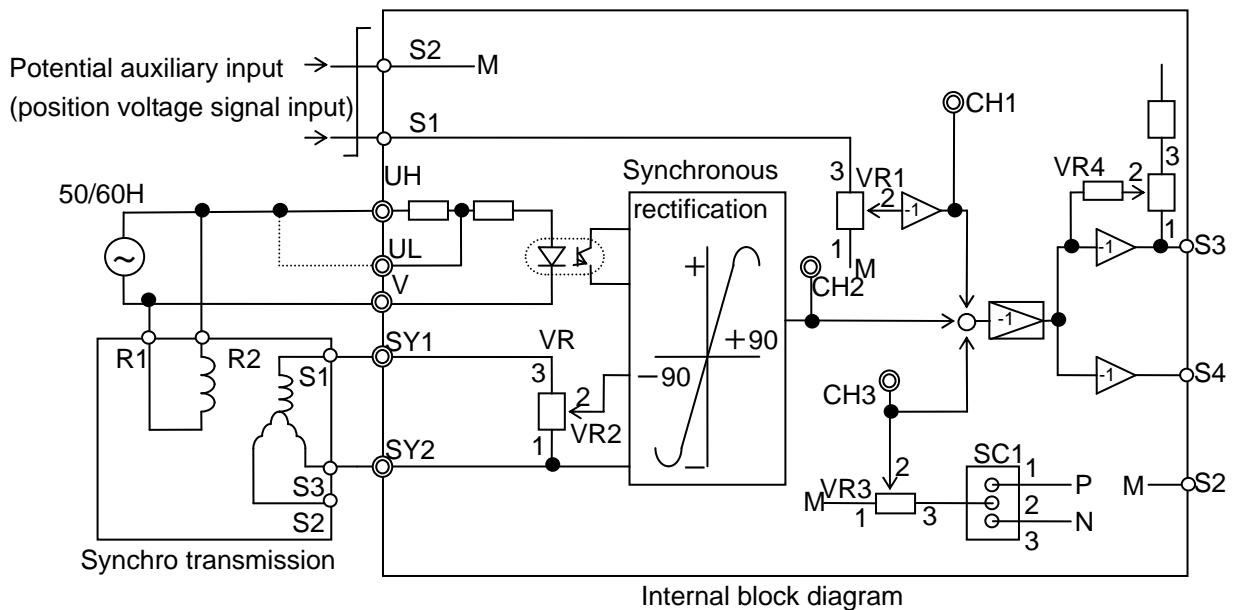 Potential auxiliary input
(position voltage signal input)
S2
M
S1
CH1
UH
50/60H
UL
V
~
Synchronous
rectification
+
+90
−90
−
3
VR1
2
-1
1
M
CH2
VR4
2
3
1
-1
S3
-1
-1
S4
R1
R2
S1
S3
S2
Synchro transmission
SY1
VR
3
2
VR2
1
SY2
CH3
2
M
VR3
1
3
SC1
1
P
2
N
3
M
S2
Internal block diagram